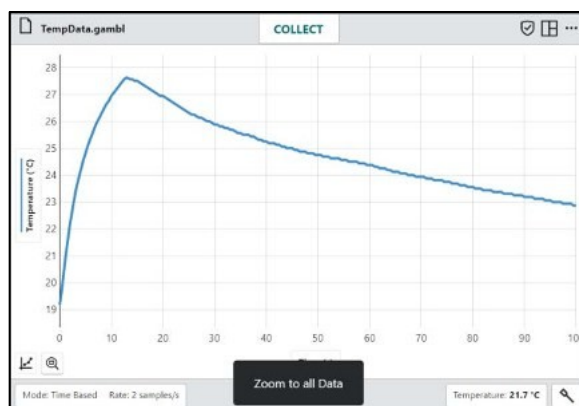 TempData.gambl
COLLECT
28
27
26
25
24
23
22
21
20
19
Temperature (°C)
0 10 20 30 40 50 60 70 80 90 100
Zoom to all Data
Mode: Time Based Rate: 2 samples/s
Temperature: 21.7 °C